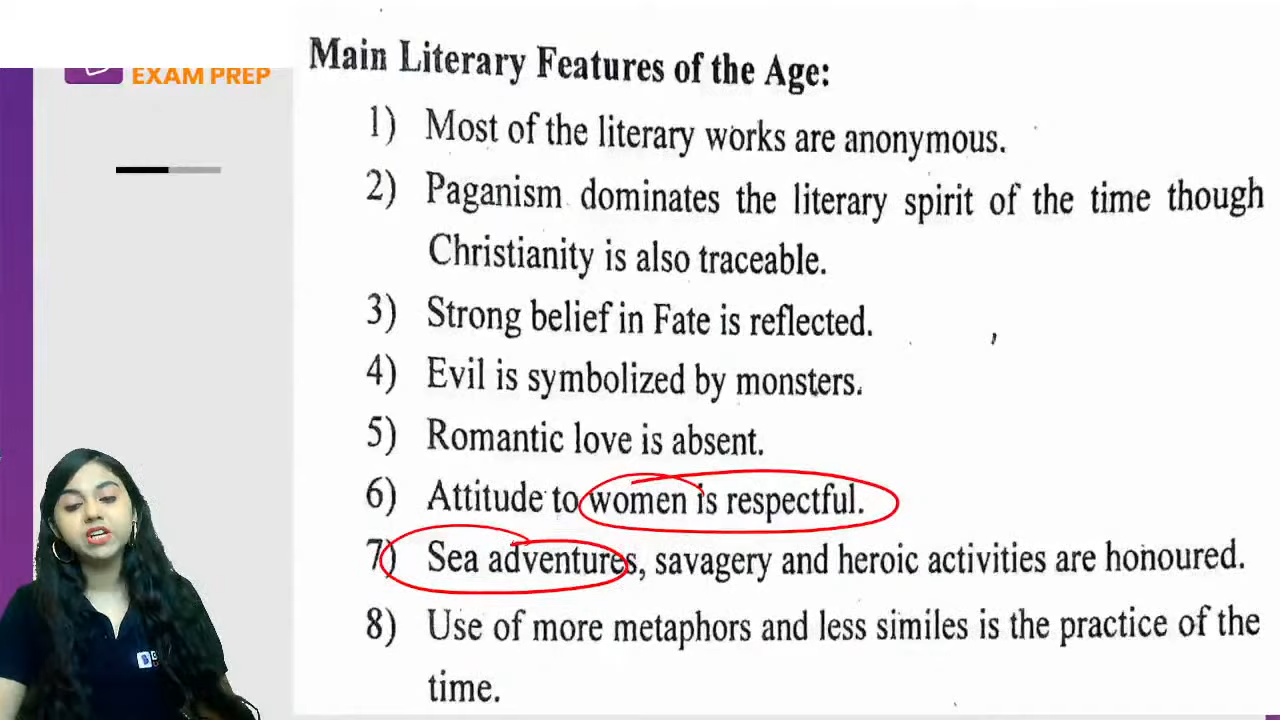 EXAM PREP
Main Literary Features of the Age:
1) Most of the literary works are anonymous.
2) Paganism dominates the literary spirit of the time though
Christianity is also traceable.
3) Strong belief in Fate is reflected.
4) Evil is symbolized by monsters.
5) Romantic love is absent.
6) Attitude to women is respectful.
7) Sea adventures, savagery and heroic activities are honoured.
8) Use of more metaphors and less similes is the practice of the
time.